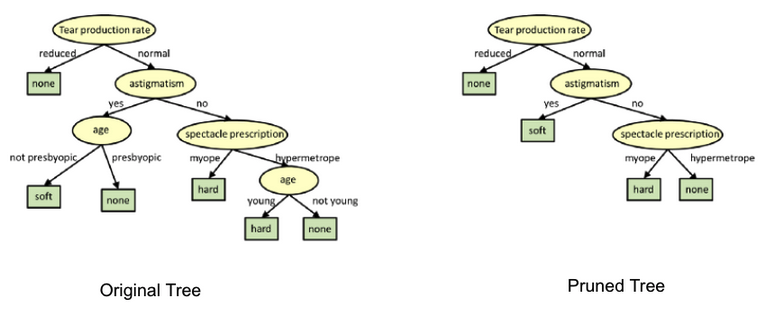 Tear production rate
reduced
normal
none
astigmatism
yes
no
age
spectacle prescription
not presbyopic
presbyopic
myope
hypermetrope
soft
none
hard
age
young
not young
hard
none
Original Tree
Tear production rate
reduced
normal
none
astigmatism
yes
no
soft
spectacle prescription
myope
hypermetrope
hard
none
Pruned Tree